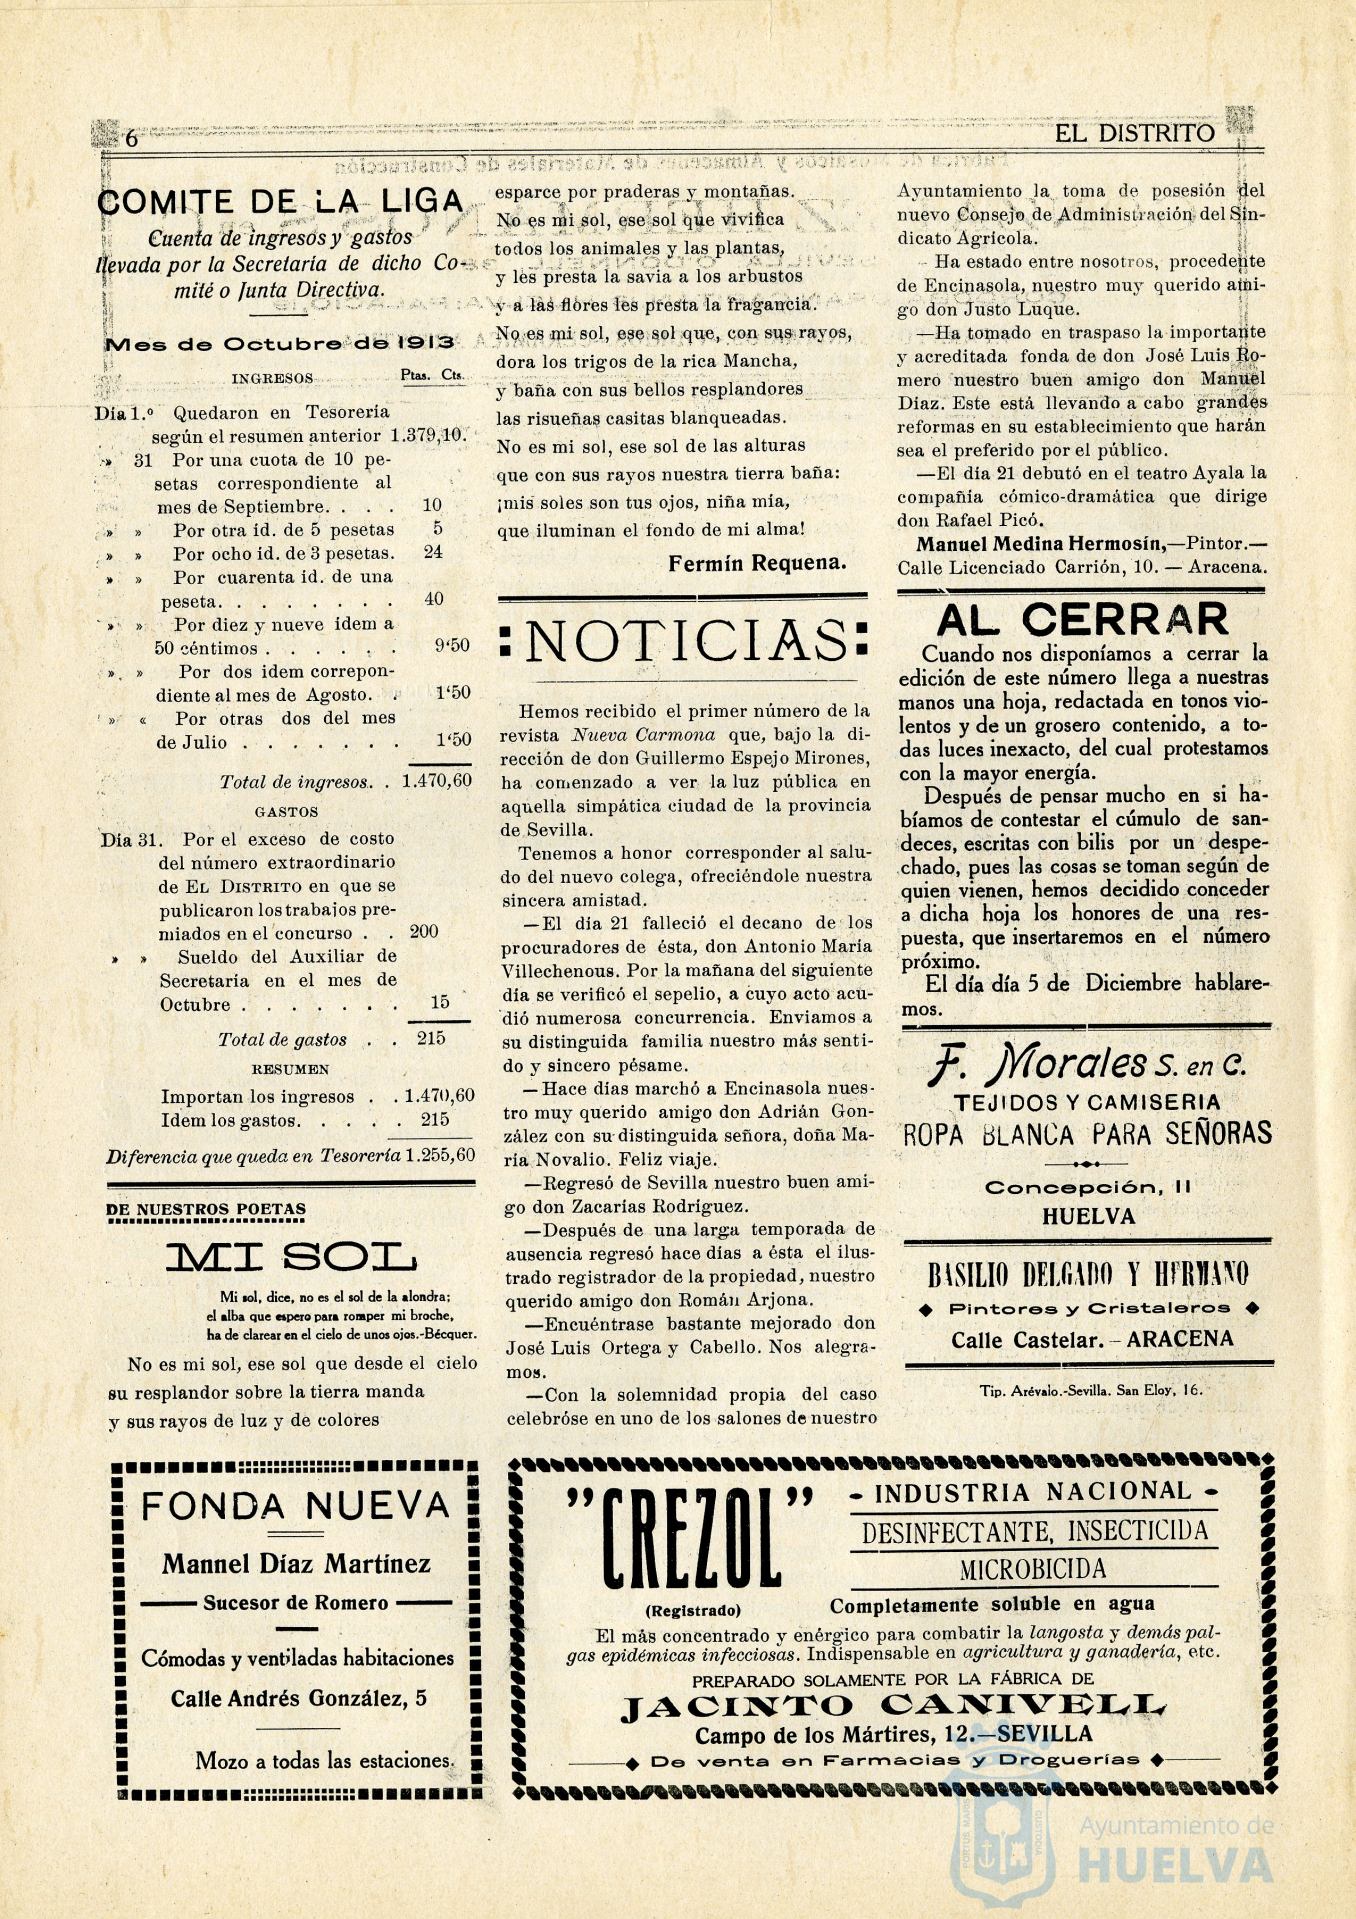 6
EL DISTRITO
COMITE DE LA LIGA
Cuenta de ingresos y gastos
llevada por la Secretaría de dicho Co-
mité o Junta Directiva.
Mes de Octubre de 1913
INGRESOS Ptas. Cts.
Día 1.º Quedaron en Tesorería
según el resumen anterior 1.379,10.
» 31 Por una cuota de 10 pe-
setas correspondiente al
mes de Septiembre. . . . 10
» » Por otra id. de 5 pesetas 5
» » Por ocho id. de 3 pesetas. 24
» » Por cuarenta id. de una
peseta. . . . . . . . 40
» » Por diez y nueve idem a
50 céntimos . . . . . . 9'50
» » Por dos idem correpon-
diente al mes de Agosto. . 1'50
» « Por otras dos del mes
de Julio . . . . . . . 1'50
Total de ingresos. . 1.470,60
GASTOS
Día 31. Por el exceso de costo
del número extraordinario
de EL DISTRITO en que se
publicaron los trabajos pre-
miados en el concurso . . 200
» » Sueldo del Auxiliar de
Secretaría en el mes de
Octubre . . . . . . . 15
Total de gastos . . 215
RESUMEN
Importan los ingresos . . 1.470,60
Idem los gastos. . . . . 215
Diferencia que queda en Tesorería 1.255,60
DE NUESTROS POETAS
MI SOL
Mi sol, dice, no es el sol de la alondra;
el alba que espero para romper mi broche,
ha de clarear en el cielo de unos ojos.-Bécquer.
No es mi sol, ese sol que desde el cielo
su resplandor sobre la tierra manda
y sus rayos de luz y de colores
esparce por praderas y montañas.
No es mi sol, ese sol que vivifica
todos los animales y las plantas,
y les presta la savia a los arbustos
y a las flores les presta la fragancia.
No es mi sol, ese sol que, con sus rayos,
dora los trigos de la rica Mancha,
y baña con sus bellos resplandores
las risueñas casitas blanqueadas.
No es mi sol, ese sol de las alturas
que con sus rayos nuestra tierra baña:
¡mis soles son tus ojos, niña mía,
que iluminan el fondo de mi alma!
Fermín Requena.
:NOTICIAS:
Hemos recibido el primer número de la
revista Nueva Carmona que, bajo la di-
rección de don Guillermo Espejo Mirones,
ha comenzado a ver la luz pública en
aquella simpática ciudad de la provincia
de Sevilla.
Tenemos a honor corresponder al salu-
do del nuevo colega, ofreciéndole nuestra
sincera amistad.
—El día 21 falleció el decano de los
procuradores de ésta, don Antonio María
Villechenous. Por la mañana del siguiente
día se verificó el sepelio, a cuyo acto acu-
dió numerosa concurrencia. Enviamos a
su distinguida familia nuestro más senti-
do y sincero pésame.
—Hace días marchó a Encinasola nues-
tro muy querido amigo don Adrián Gon-
zález con su distinguida señora, doña Ma-
ría Novalio. Feliz viaje.
—Regresó de Sevilla nuestro buen ami-
go don Zacarías Rodríguez.
—Después de una larga temporada de
ausencia regresó hace días a ésta el ilus-
trado registrador de la propiedad, nuestro
querido amigo don Román Arjona.
—Encuéntrase bastante mejorado don
José Luis Ortega y Cabello. Nos alegra-
mos.
—Con la solemnidad propia del caso
celebróse en uno de los salones de nuestro
Ayuntamiento la toma de posesión del
nuevo Consejo de Administración del Sin-
dicato Agrícola.
- Ha estado entre nosotros, procedente
de Encinasola, nuestro muy querido ami-
go don Justo Luque.
—Ha tomado en traspaso la importante
y acreditada fonda de don José Luis Ro-
mero nuestro buen amigo don Manuel
Diaz. Este está llevando a cabo grandes
reformas en su establecimiento que harán
sea el preferido por el público.
—El día 21 debutó en el teatro Ayala la
compañía cómico-dramática que dirige
don Rafael Picó.
Manuel Medina Hermosín,—Pintor.—
Calle Licenciado Carrión, 10. — Aracena.
AL CERRAR
Cuando nos disponíamos a cerrar la
edición de este número llega a nuestras
manos una hoja, redactada en tonos vio-
lentos y de un grosero contenido, a to-
das luces inexacto, del cual protestamos
con la mayor energía.
Después de pensar mucho en si ha-
bíamos de contestar el cúmulo de san-
deces, escritas con bilis por un despe-
chado, pues las cosas se toman según de
quien vienen, hemos decidido conceder
a dicha hoja los honores de una res-
puesta, que insertaremos en el número
próximo.
El día día 5 de Diciembre hablare-
mos.
F. Morales S. en C.
TEJIDOS Y CAMISERIA
ROPA BLANCA PARA SEÑORAS
Concepción, 11
HUELVA
BASILIO DELGADO Y HERMANO
◆ Pintores y Cristaleros ◆
Calle Castelar. - ARACENA
Tip. Arévalo.-Sevilla. San Eloy, 16.
FONDA NUEVA
Mannel Díaz Martínez
Sucesor de Romero
Cómodas y ventiladas habitaciones
Calle Andrés González, 5
Mozo a todas las estaciones.
"CREZOL"
(Registrado)
- INDUSTRIA NACIONAL -
DESINFECTANTE, INSECTICIDA
MICROBICIDA
Completamente soluble en agua
El más concentrado y enérgico para combatir la langosta y demás pal-
gas epidémicas infecciosas. Indispensable en agricultura y ganadería, etc.
PREPARADO SOLAMENTE POR LA FÁBRICA DE
JACINTO CANIVELL
Campo de los Mártires, 12.—SEVILLA
◆ De venta en Farmacias y Droguerías ◆
Ayuntamiento de
HUELVA